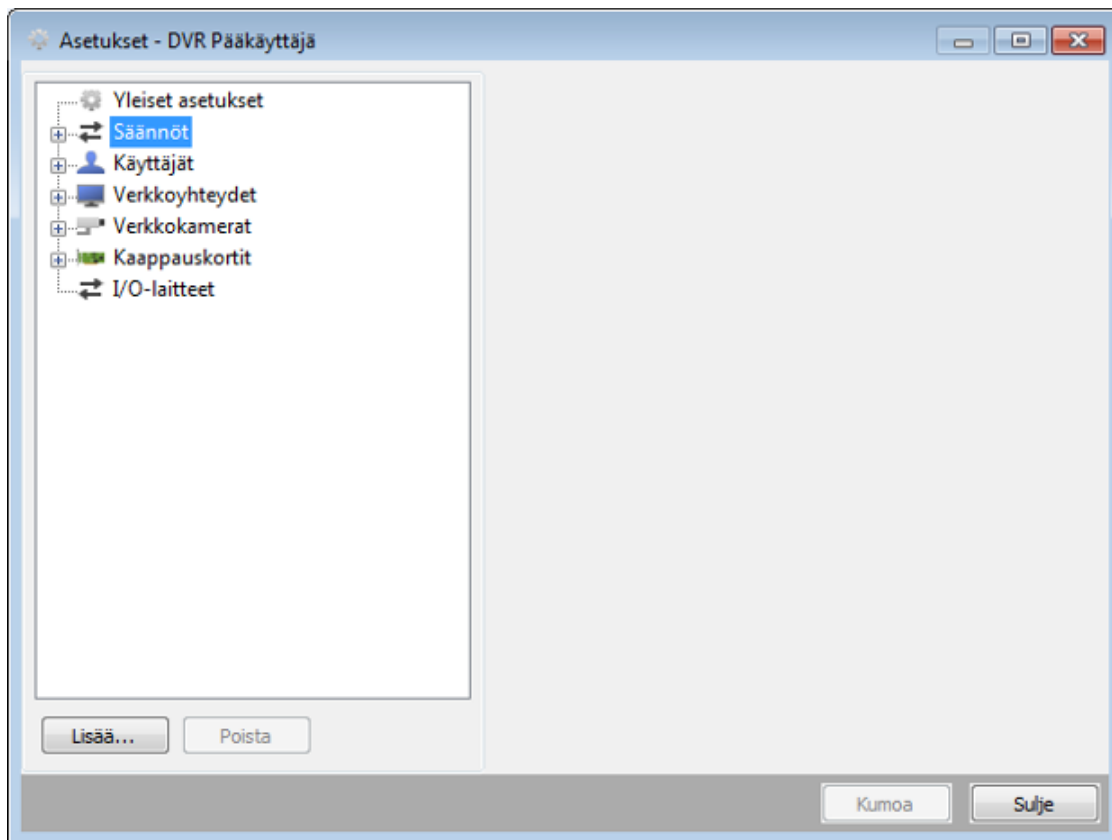 Asetukset - DVR Pääkäyttäjä
Yleiset asetukset
Säännöt
Käyttäjät
Verkkoyhteydet
Verkkokamerat
Kaappauskortit
I/O-laitteet
Lisää... Poista
Kumoa Sulje